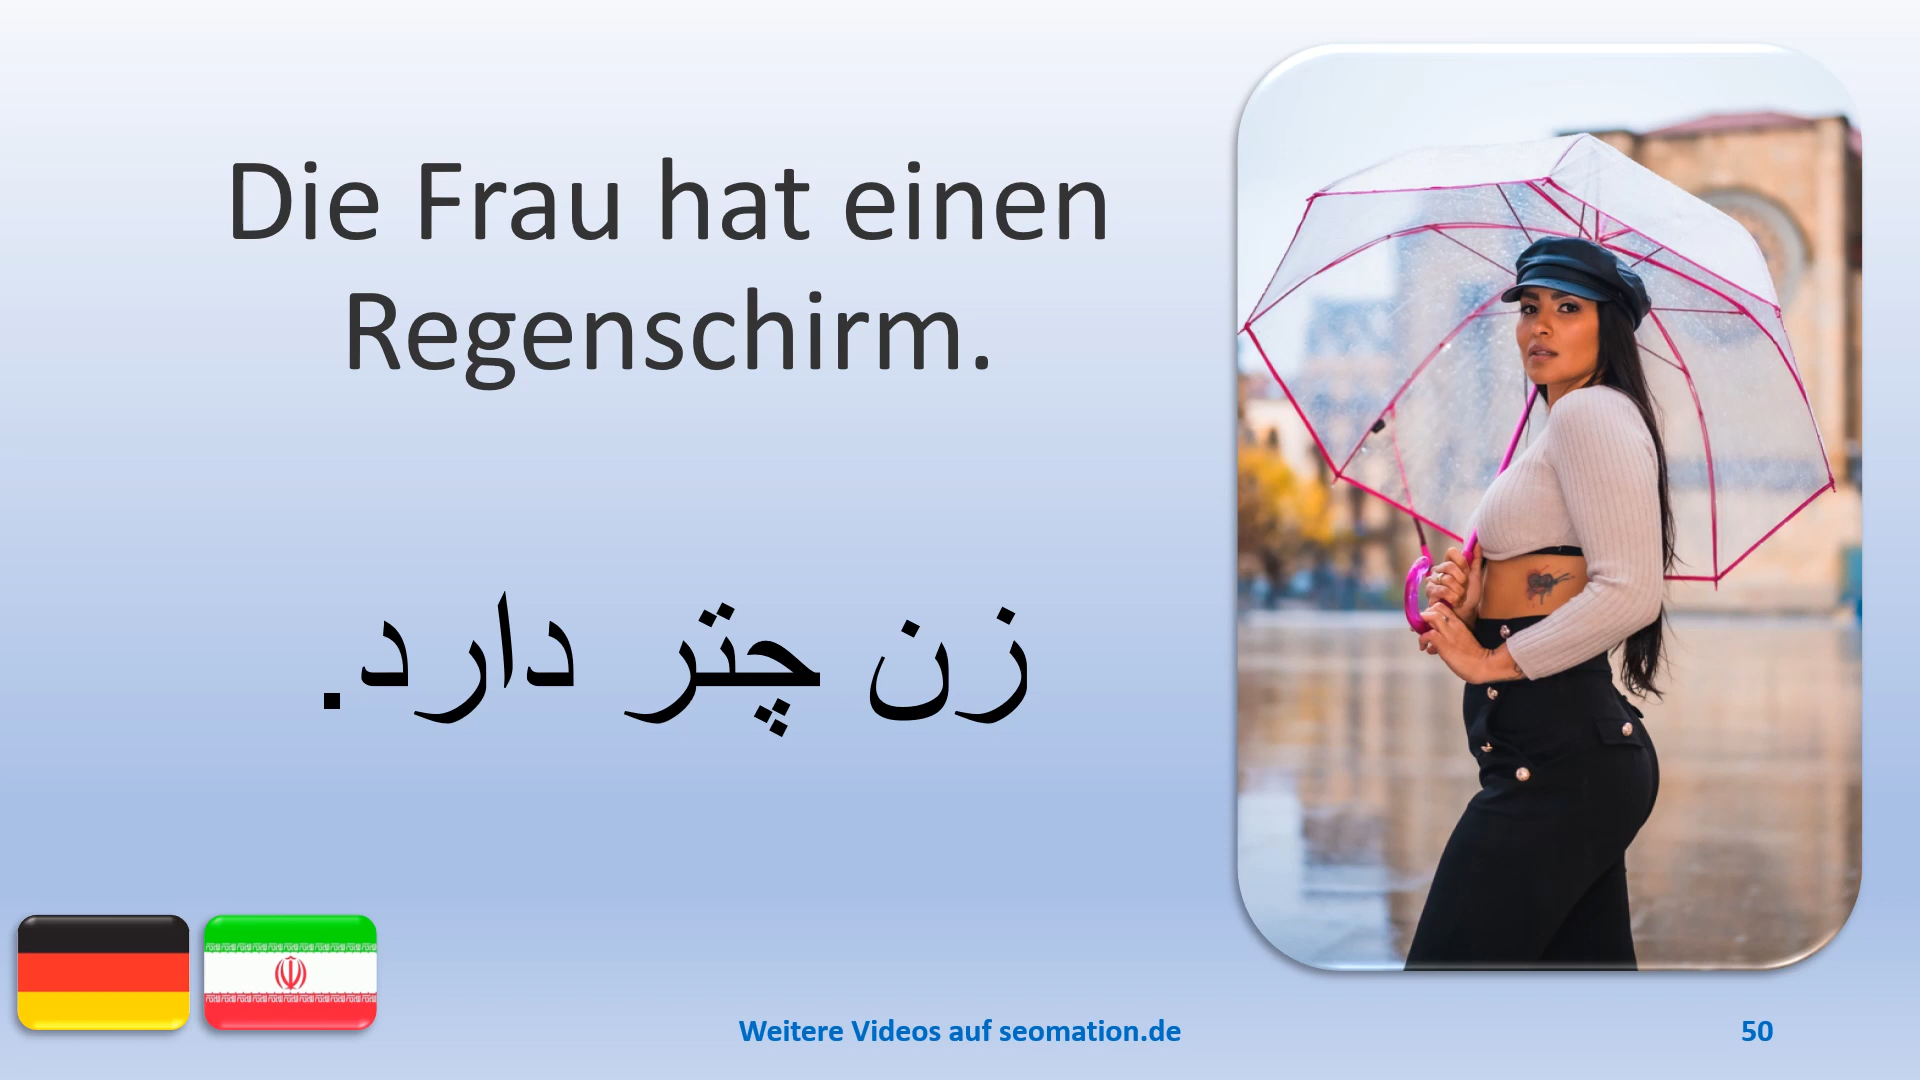 Die Frau hat einen
Regenschirm.
زن چتر دارد.
Weitere Videos auf seomation.de
50